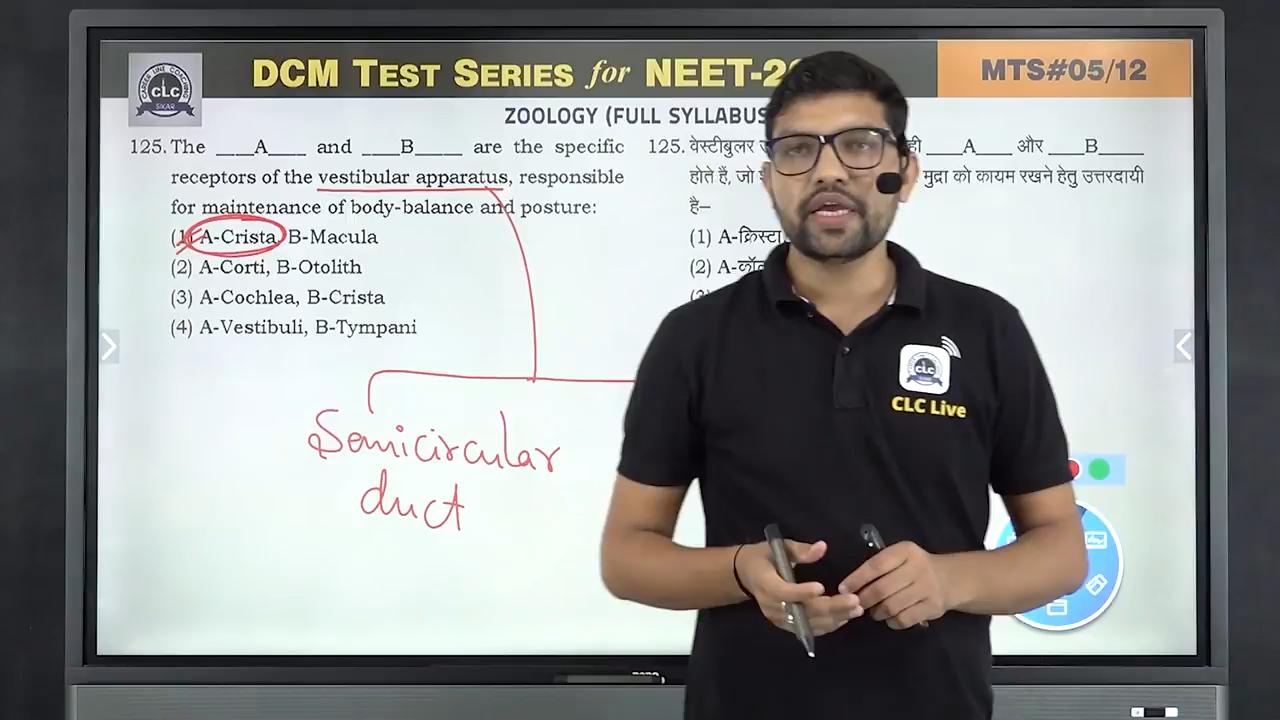 DCM TEST SERIES for NEET-2
MTS#05/12
CAREER LINE COACHING
CLC
SIKAR
ZOOLOGY (FULL SYLLABUS
125. The ___A___ and ___B___ are the specific
receptors of the vestibular apparatus, responsible
for maintenance of body-balance and posture:
(1) A-Crista, B-Macula
(2) A-Corti, B-Otolith
(3) A-Cochlea, B-Crista
(4) A-Vestibuli, B-Tympani
125. वेस्टीबुलर ही ___A___ और ___B___
होते हैं, जो मुद्रा को कायम रखने हेतु उत्तरदायी
है–
(1) A-क्रिस्टा,
(2) A-कॉ
Semicircular
duct
CLC
CLC Live